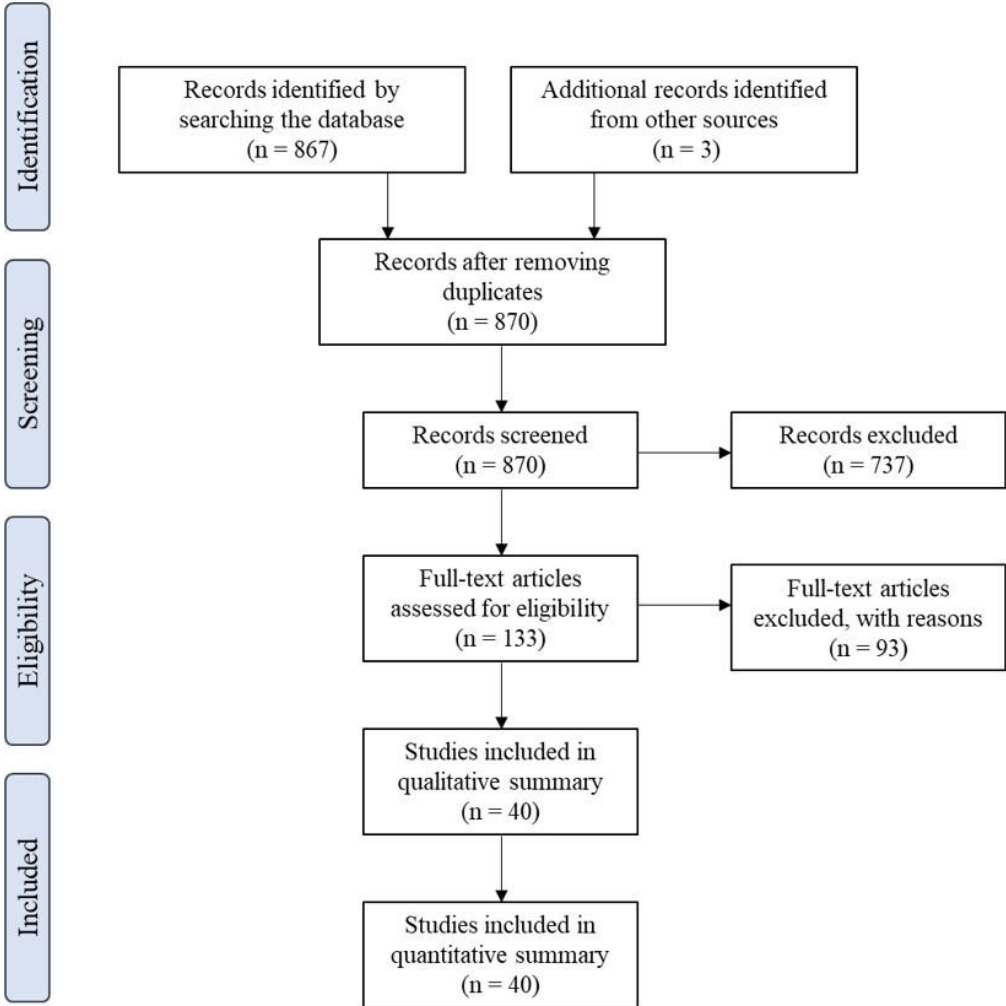 Identification
Records identified by
searching the database
(n = 867)
Additional records identified
from other sources
(n = 3)
Screening
Records after removing
duplicates
(n = 870)
Records screened
(n = 870)
Records excluded
(n = 737)
Eligibility
Full-text articles
assessed for eligibility
(n = 133)
Full-text articles
excluded, with reasons
(n = 93)
Included
Studies included in
qualitative summary
(n = 40)
Studies included in
quantitative summary
(n = 40)